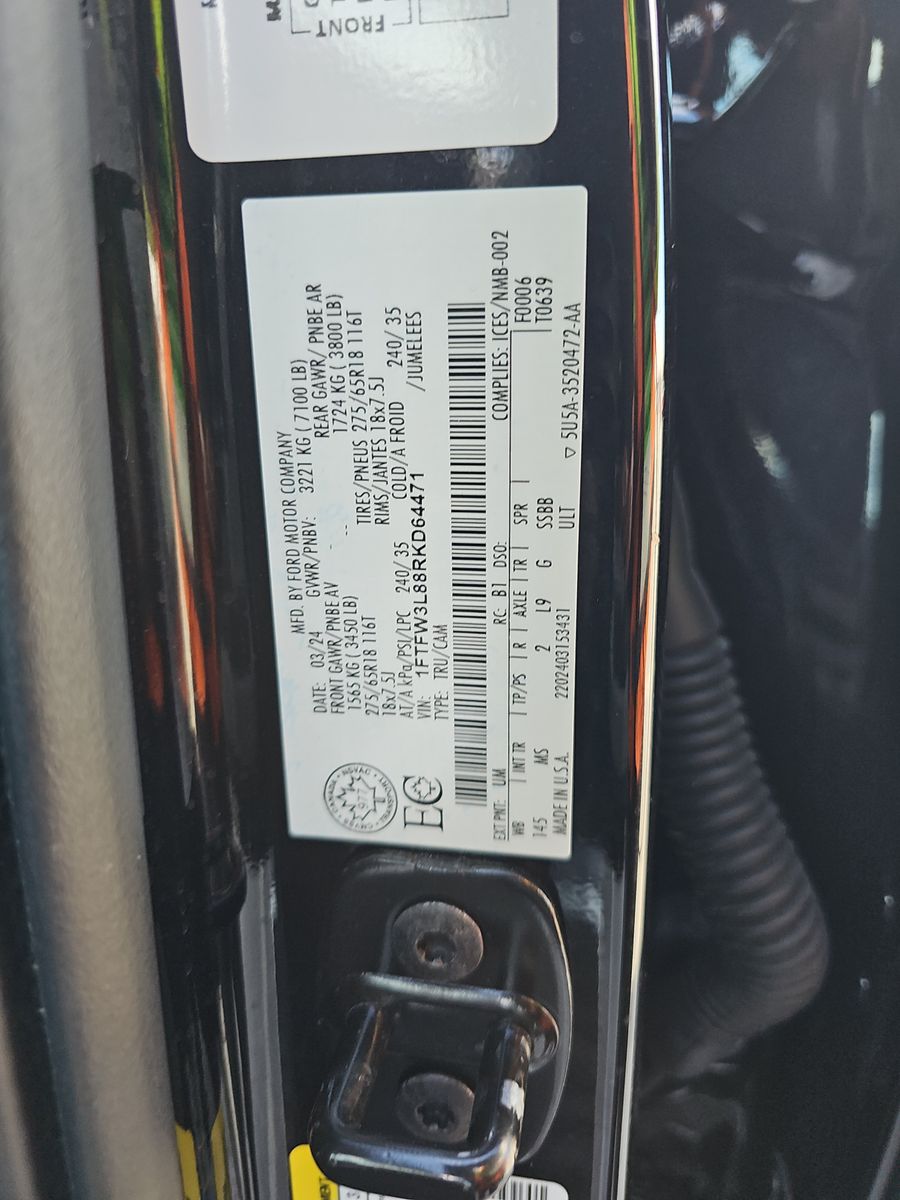 FRONT
MFD. BY FORD MOTOR COMPANY
DATE: 03/24 GVWR/PNBV: 3221 KG ( 7100 LB)
FRONT GAWR/PNBE AV REAR GAWR/ PNBE AR
1565 KG ( 3450 LB) 1724 KG ( 3800 LB)
275/65R18 116T TIRES/PNEUS 275/65R18 116T
18x7.5J RIMS/JANTES 18x7.5J
AT/A kPa/PSI/LPC 240/ 35 COLD/A FROID 240/ 35
VIN: 1FTFW3L88RKD64471 /JUMELEES
TYPE: TRU/CAM
CANADA
TRANSPORT
977
EC
EXT PNT: UM RC: B1 DSO: COMPLIES: ICES/NMB-002
WB INT TR TP/PS R AXLE TR SPR F0006
145 MS 2 L9 G SSBB T0639
ULT
MADE IN U.S.A. 2202403153431 ▽ 5U5A-3520472-AA